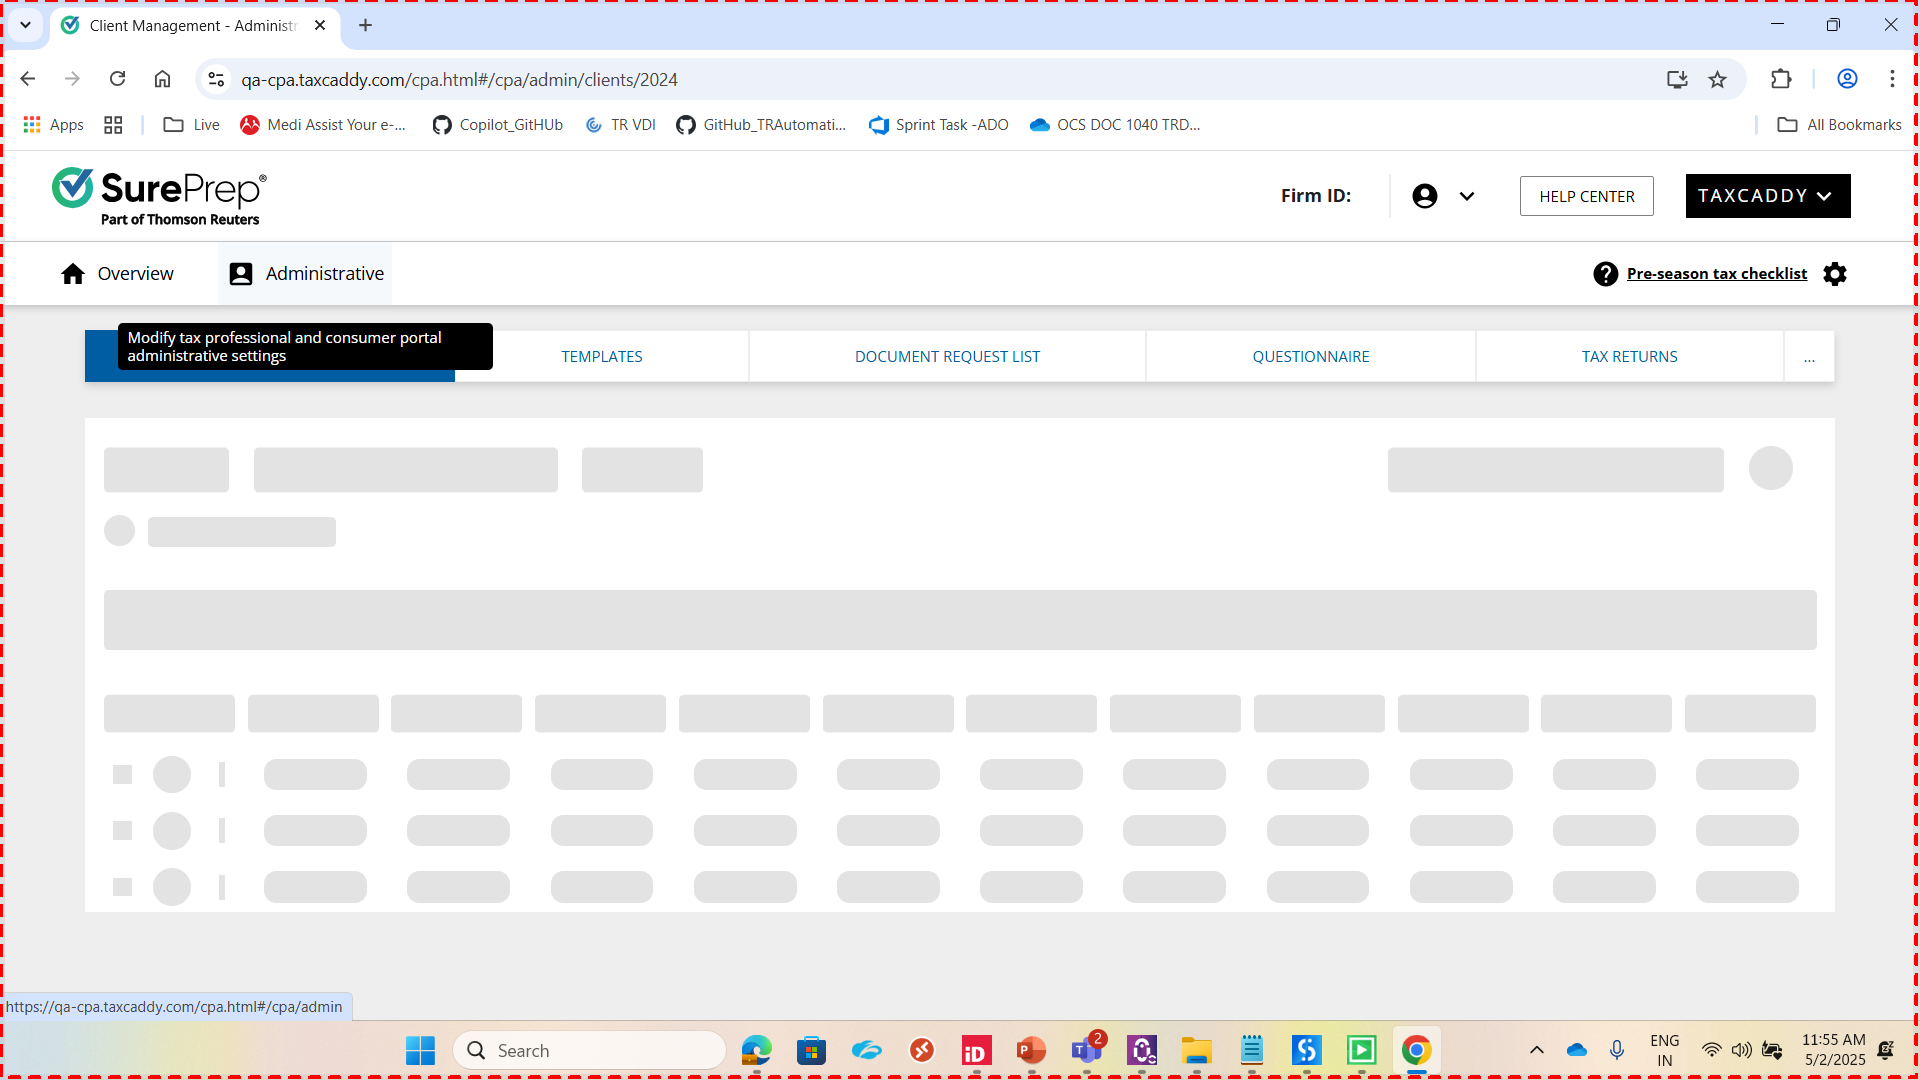 Client Management - Administr
qa-cpa.taxcaddy.com/cpa.html#/cpa/admin/clients/2024
Apps
Live
Medi Assist Your e-...
Copilot_GitHUb
TR VDI
GitHub_TRAutomati...
Sprint Task -ADO
OCS DOC 1040 TRD...
All Bookmarks
SurePrep®
Part of Thomson Reuters
Firm ID:
HELP CENTER
TAXCADDY
Overview
Administrative
Pre-season tax checklist
Modify tax professional and consumer portal
administrative settings
TEMPLATES
DOCUMENT REQUEST LIST
QUESTIONNAIRE
TAX RETURNS
...
https://qa-cpa.taxcaddy.com/cpa.html#/cpa/admin
Search
2
ENG
IN
11:55 AM
5/2/2025